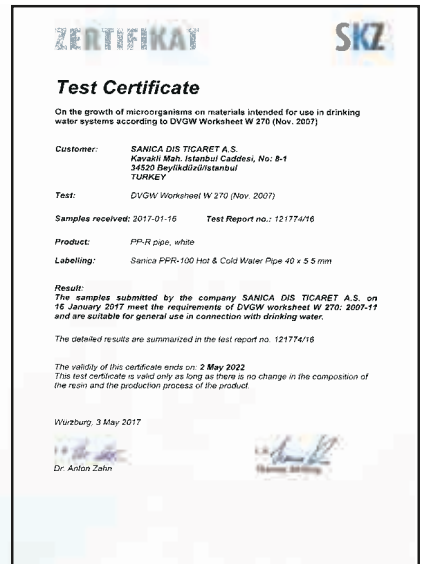 ZERTIFIKAT
SKZ
Test Certificate
On the growth of microorganisms on materials intended for use in drinking
water systems according to DVGW Worksheet W 270 (Nov. 2007)
Customer: SANICA DIS TICARET A.S.
Kavakli Mah. Istanbul Caddesi, No: 8-1
34520 Beylikdüzü/Istanbul
TURKEY
Test: DVGW Worksheet W 270 (Nov. 2007)
Samples received: 2017-01-16 Test Report no.: 121774/16
Product: PP-R pipe, white
Labelling: Sanica PPR-100 Hot & Cold Water Pipe 40 x 5 5 mm
Result:
The samples submitted by the company SANICA DIS TICARET A.S. on
16 January 2017 meet the requirements of DVGW worksheet W 270: 2007-11
and are suitable for general use in connection with drinking water.
The detailed results are summarized in the test report no. 121774/16
The validity of this certificate ends on: 2 May 2022
This test certificate is valid only as long as there is no change in the composition of
the resin and the production process of the product.
Würzburg, 3 May 2017
Dr. Anton Zahn